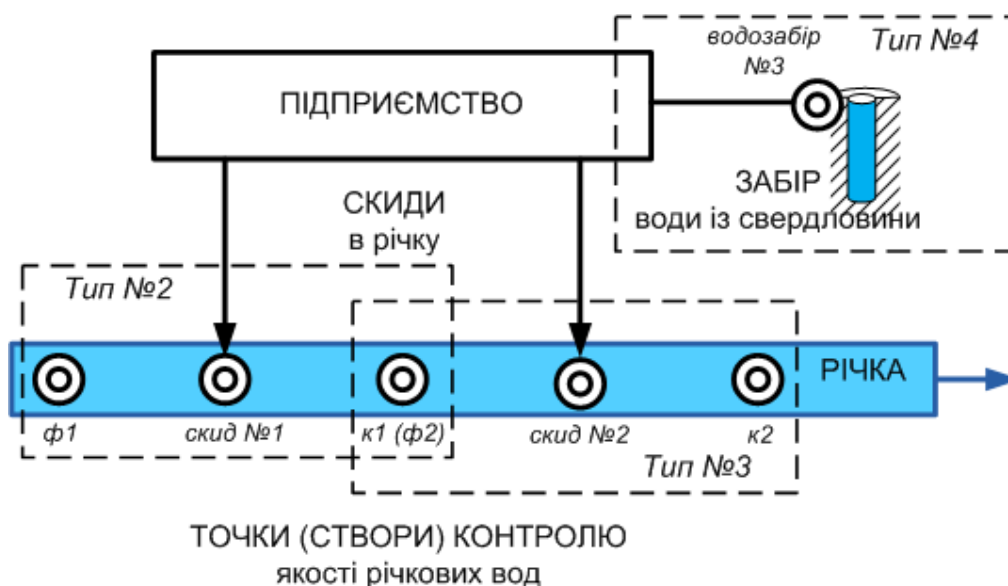 водозабір
№3
Тип №4
ПІДПРИЄМСТВО
ЗАБІР
води із свердловини
СКИДИ
в річку
Тип №2
РІЧКА
ф1
скид №1
к1 (ф2)
скид №2
к2
Тип №3
ТОЧКИ (СТВОРИ) КОНТРОЛЮ
якості річкових вод